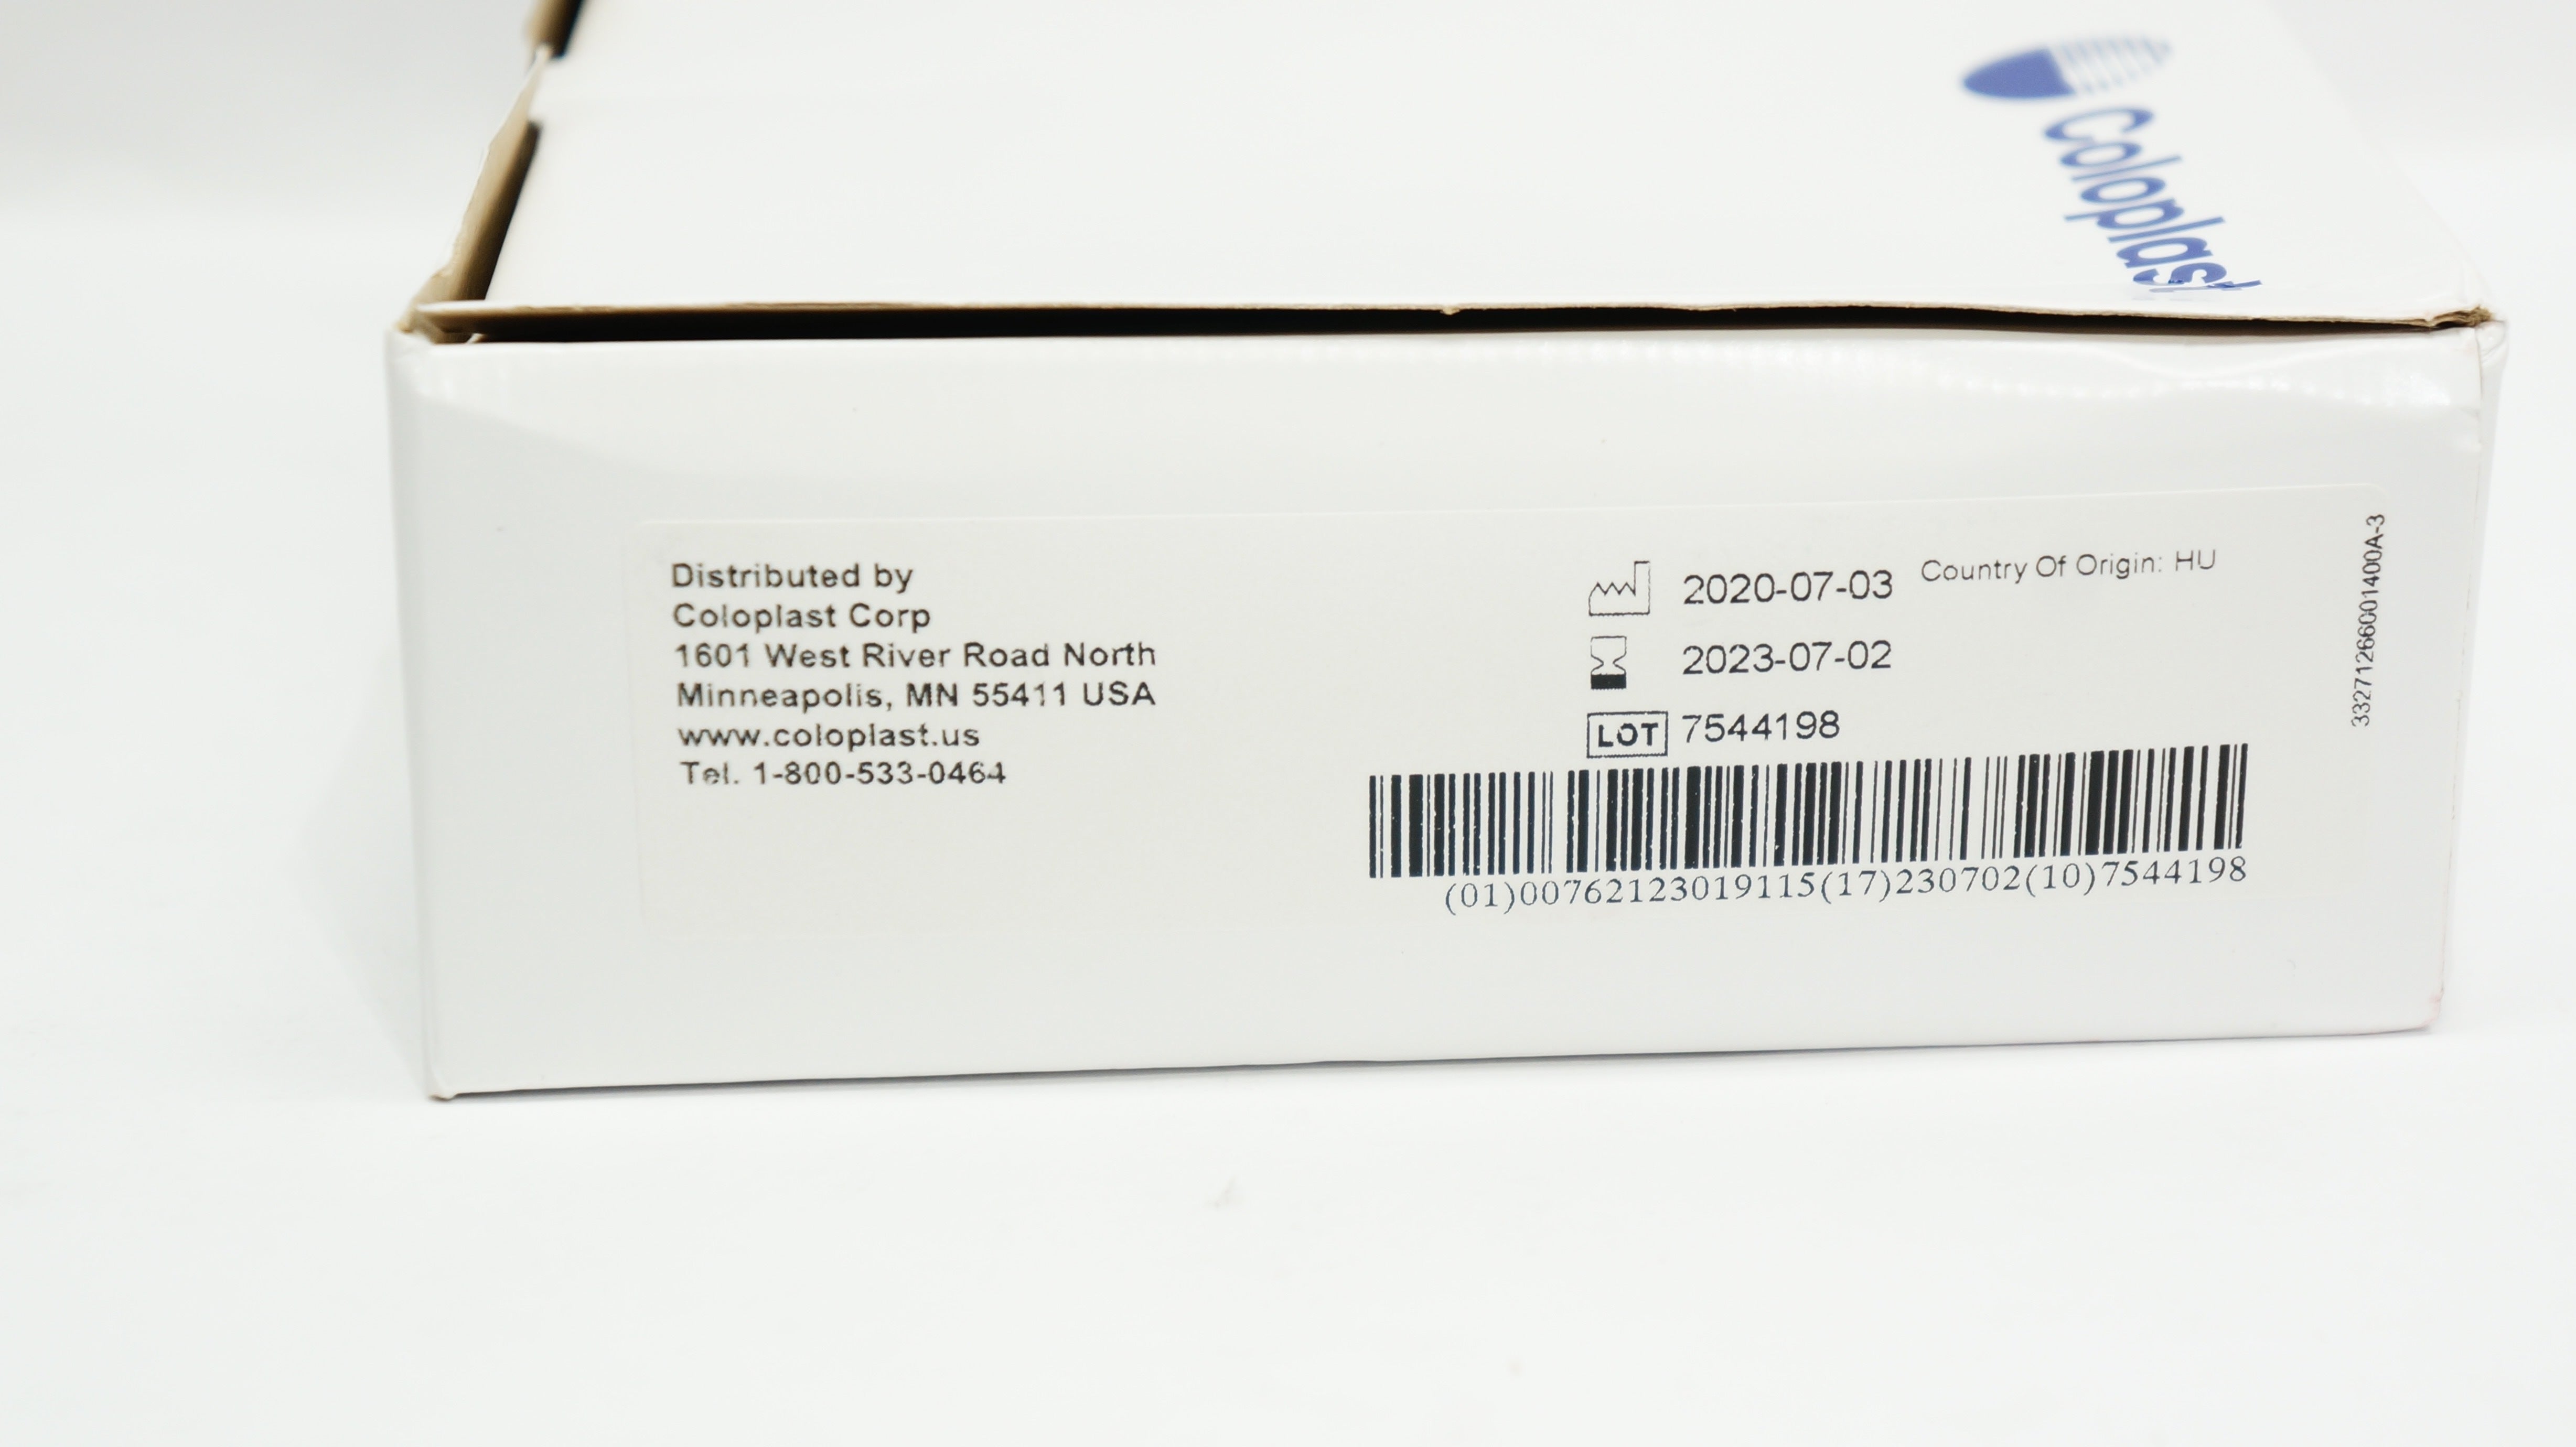 Coloplast
Distributed by
Coloplast Corp
1601 West River Road North
Minneapolis, MN 55411 USA
www.coloplast.us
Tel. 1-800-533-0464
2020-07-03 Country Of Origin: HU
2023-07-02
LOT 7544198
(01)00762123019115(17)230702(10)7544198
33271266001400A-3